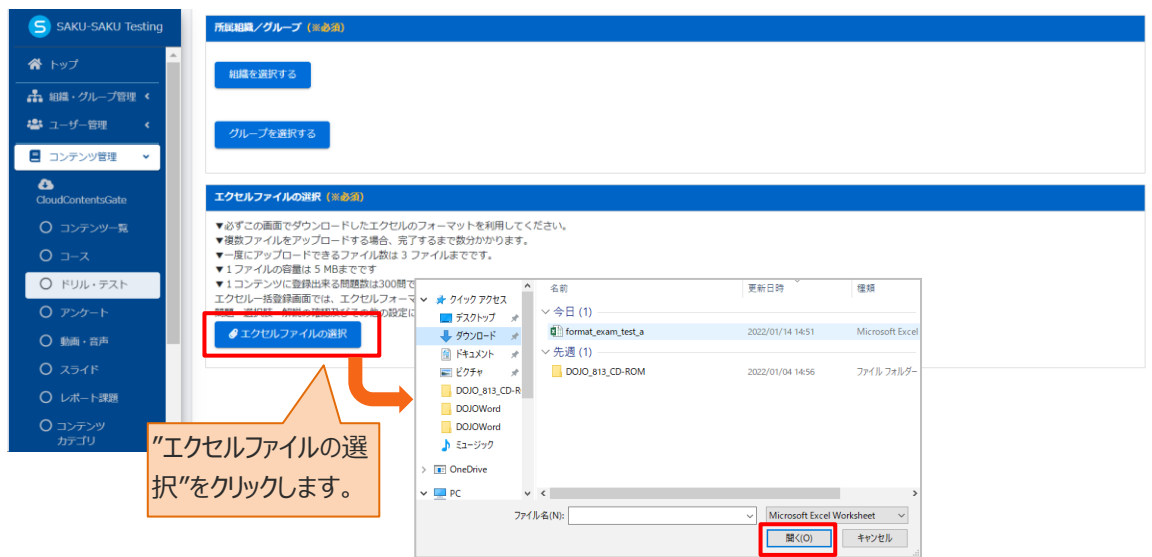 SAKU-SAKU Testing
トップ
組織・グループ管理
ユーザー管理
コンテンツ管理
CloudContentsGate
コンテンツ一覧
コース
ドリル・テスト
アンケート
動画・音声
スライド
レポート課題
コンテンツ
カテゴリ
所属組織/グループ (※必須)
組織を選択する
グループを選択する
エクセルファイルの選択 (※必須)
▼必ずこの画面でダウンロードしたエクセルのフォーマットを利用してください。
▼複数ファイルをアップロードする場合、完了するまで数分かかります。
▼一度にアップロードできるファイル数は 3 ファイルまでです。
▼1ファイルの容量は 5 MBまでです
▼1コンテンツに登録出来る問題数は300問で
エクセル一括登録画面では、エクセルフォーマ
問題・選択肢・解説の確認及びその他の設定に
エクセルファイルの選択
"エクセルファイルの選
択"をクリックします。
名前 更新日時 種類
クイック アクセス
デスクトップ
ダウンロード
ドキュメント
ピクチャ
DOJO_813_CD-R
DOJOWord
DOJOWord
ミュージック
OneDrive
PC
今日 (1)
format_exam_test_a 2022/01/14 14:51 Microsoft Excel
先週 (1)
DOJO_813_CD-ROM 2022/01/04 14:56 ファイル フォルダー
ファイル名(N):
Microsoft Excel Worksheet
開く(O)
キャンセル